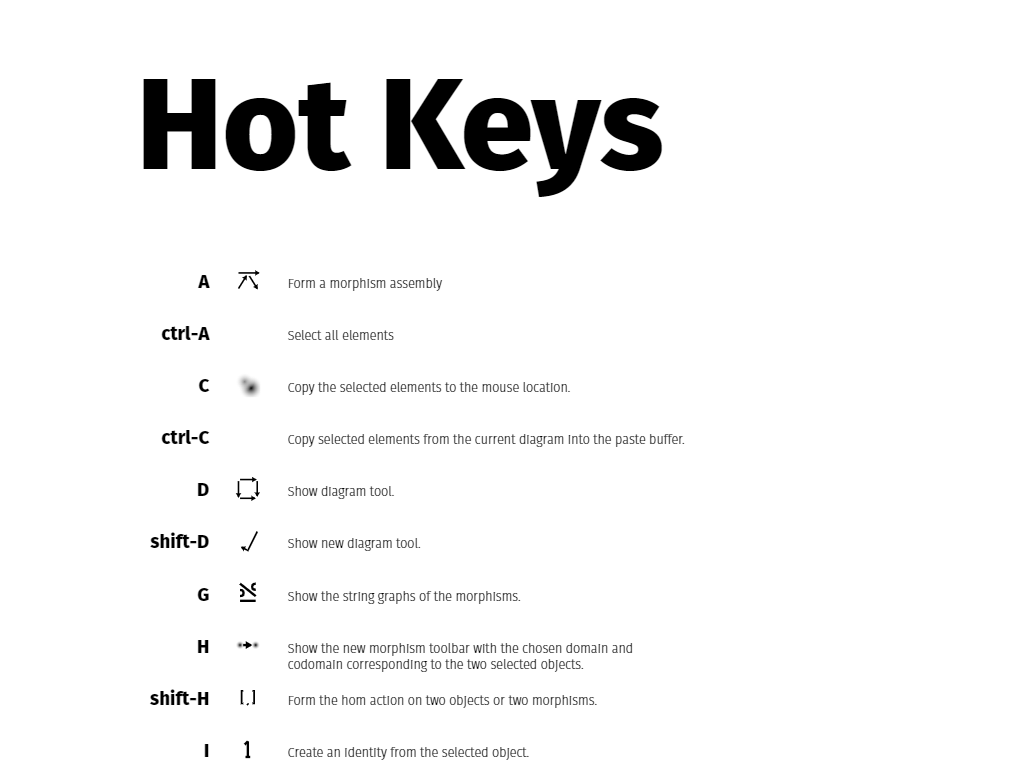 Hot Keys
A Form a morphism assembly
ctrl-A Select all elements
C Copy the selected elements to the mouse location.
ctrl-C Copy selected elements from the current diagram into the paste buffer.
D Show diagram tool.
shift-D Show new diagram tool.
G Show the string graphs of the morphisms.
H Show the new morphism toolbar with the chosen domain and
codomain corresponding to the two selected objects.
shift-H [,] Form the hom action on two objects or two morphisms.
I 1 Create an identity from the selected object.